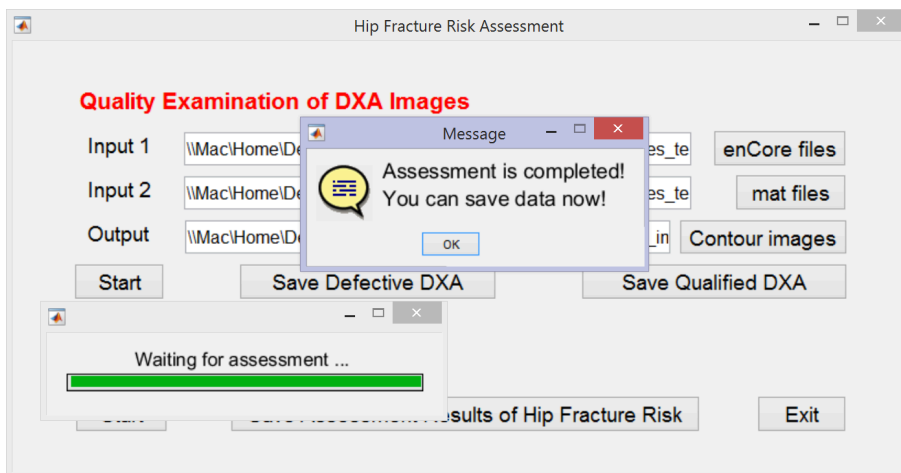 Hip Fracture Risk Assessment
Quality Examination of DXA Images
Message
Input 1
\\Mac\Home\De
es_te
enCore files
Assessment is completed!
You can save data now!
Input 2
\\Mac\Home\De
es_te
mat files
Output
\\Mac\Home\D
_in
Contour images
OK
Start
Save Defective DXA
Save Qualified DXA
Waiting for assessment ...
sults of Hip Fracture Risk
Exit